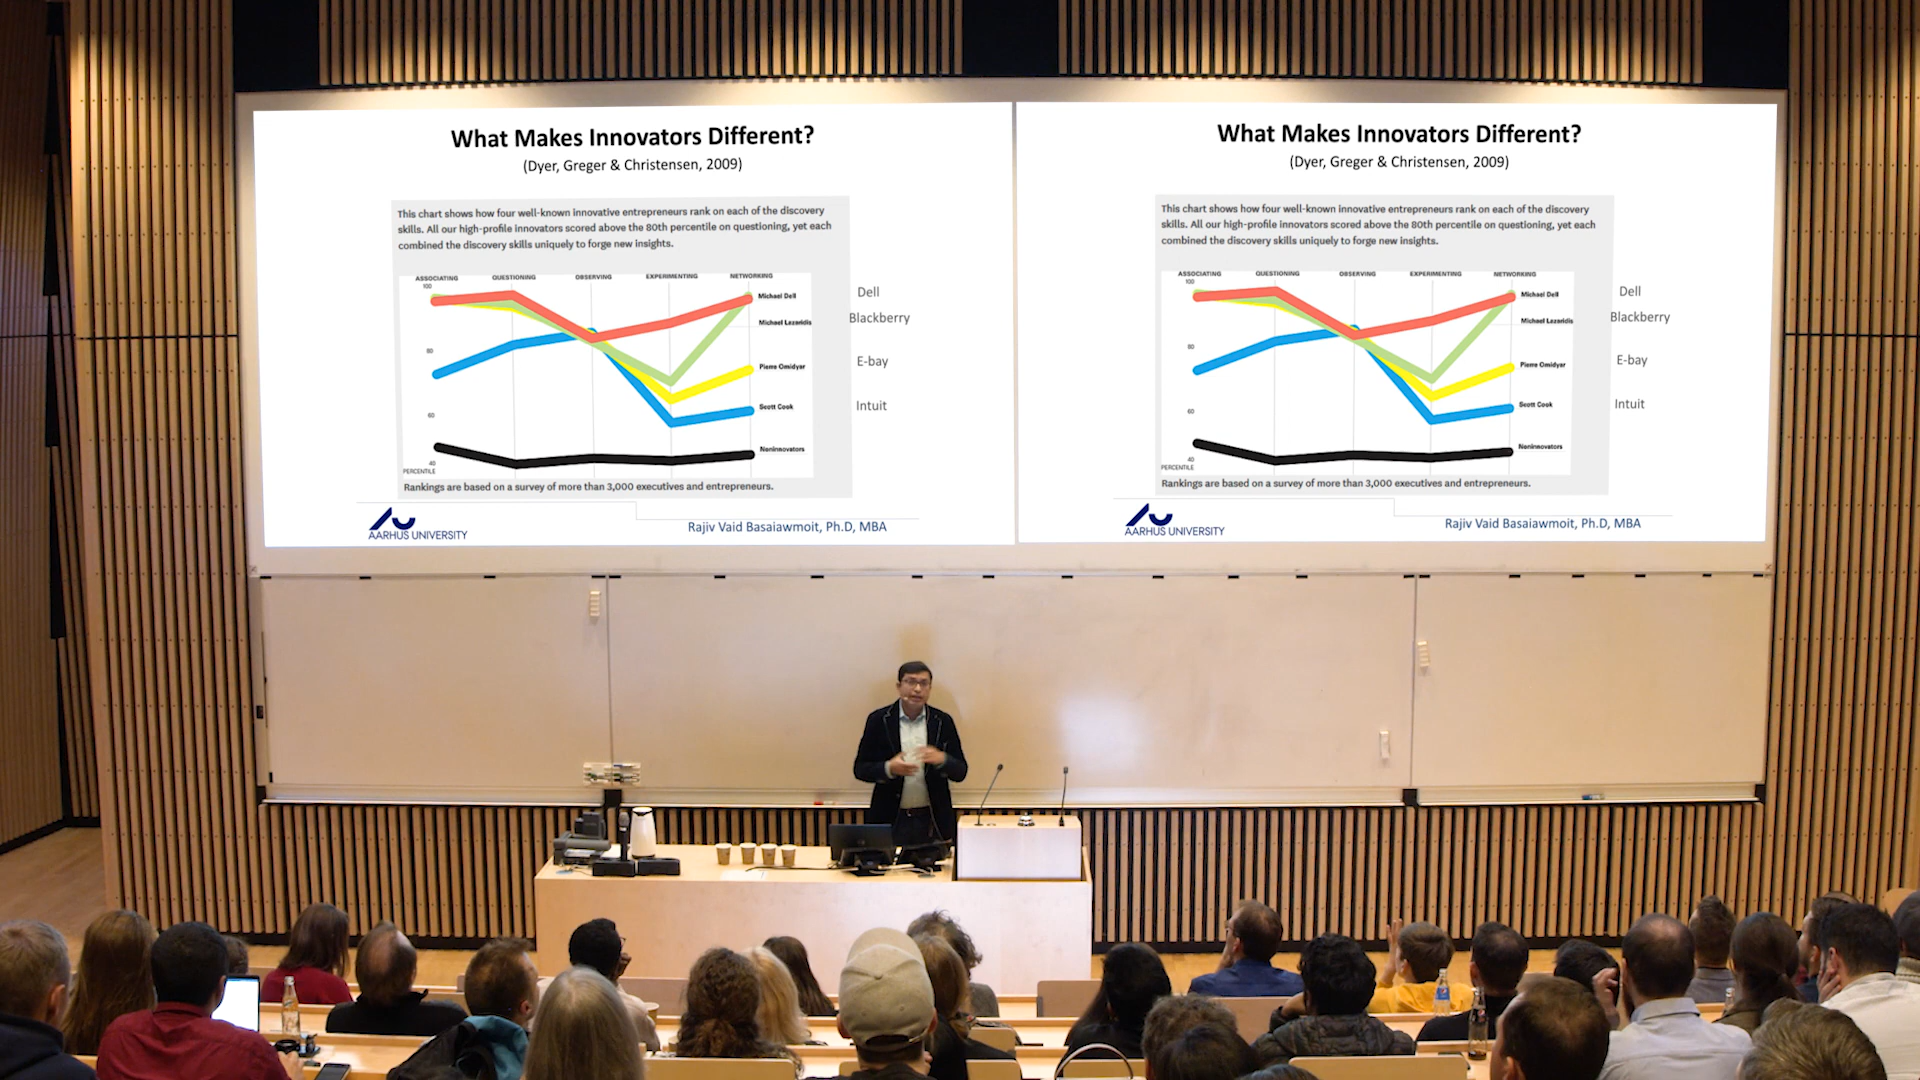 What Makes Innovators Different?
(Dyer, Greger & Christensen, 2009)
This chart shows how four well-known innovative entrepreneurs rank on each of the discovery
skills. All our high-profile innovators scored above the 80th percentile on questioning, yet each
combined the discovery skills uniquely to forge new insights.
ASSOCIATING QUESTIONING OBSERVING EXPERIMENTING NETWORKING
100
Michael Dell
Dell
Michael Lazaridis
Blackberry
80
Pierre Omidyar
E-bay
60
Scott Cook
Intuit
Noninnovators
40
PERCENTILE
Rankings are based on a survey of more than 3,000 executives and entrepreneurs.
AARHUS UNIVERSITY
Rajiv Vaid Basaiawmoit, Ph.D, MBA
What Makes Innovators Different?
(Dyer, Greger & Christensen, 2009)
This chart shows how four well-known innovative entrepreneurs rank on each of the discovery
skills. All our high-profile innovators scored above the 80th percentile on questioning, yet each
combined the discovery skills uniquely to forge new insights.
ASSOCIATING QUESTIONING OBSERVING EXPERIMENTING NETWORKING
100
Michael Dell
Dell
Michael Lazaridis
Blackberry
80
Pierre Omidyar
E-bay
60
Scott Cook
Intuit
Noninnovators
40
PERCENTILE
Rankings are based on a survey of more than 3,000 executives and entrepreneurs.
AARHUS UNIVERSITY
Rajiv Vaid Basaiawmoit, Ph.D, MBA